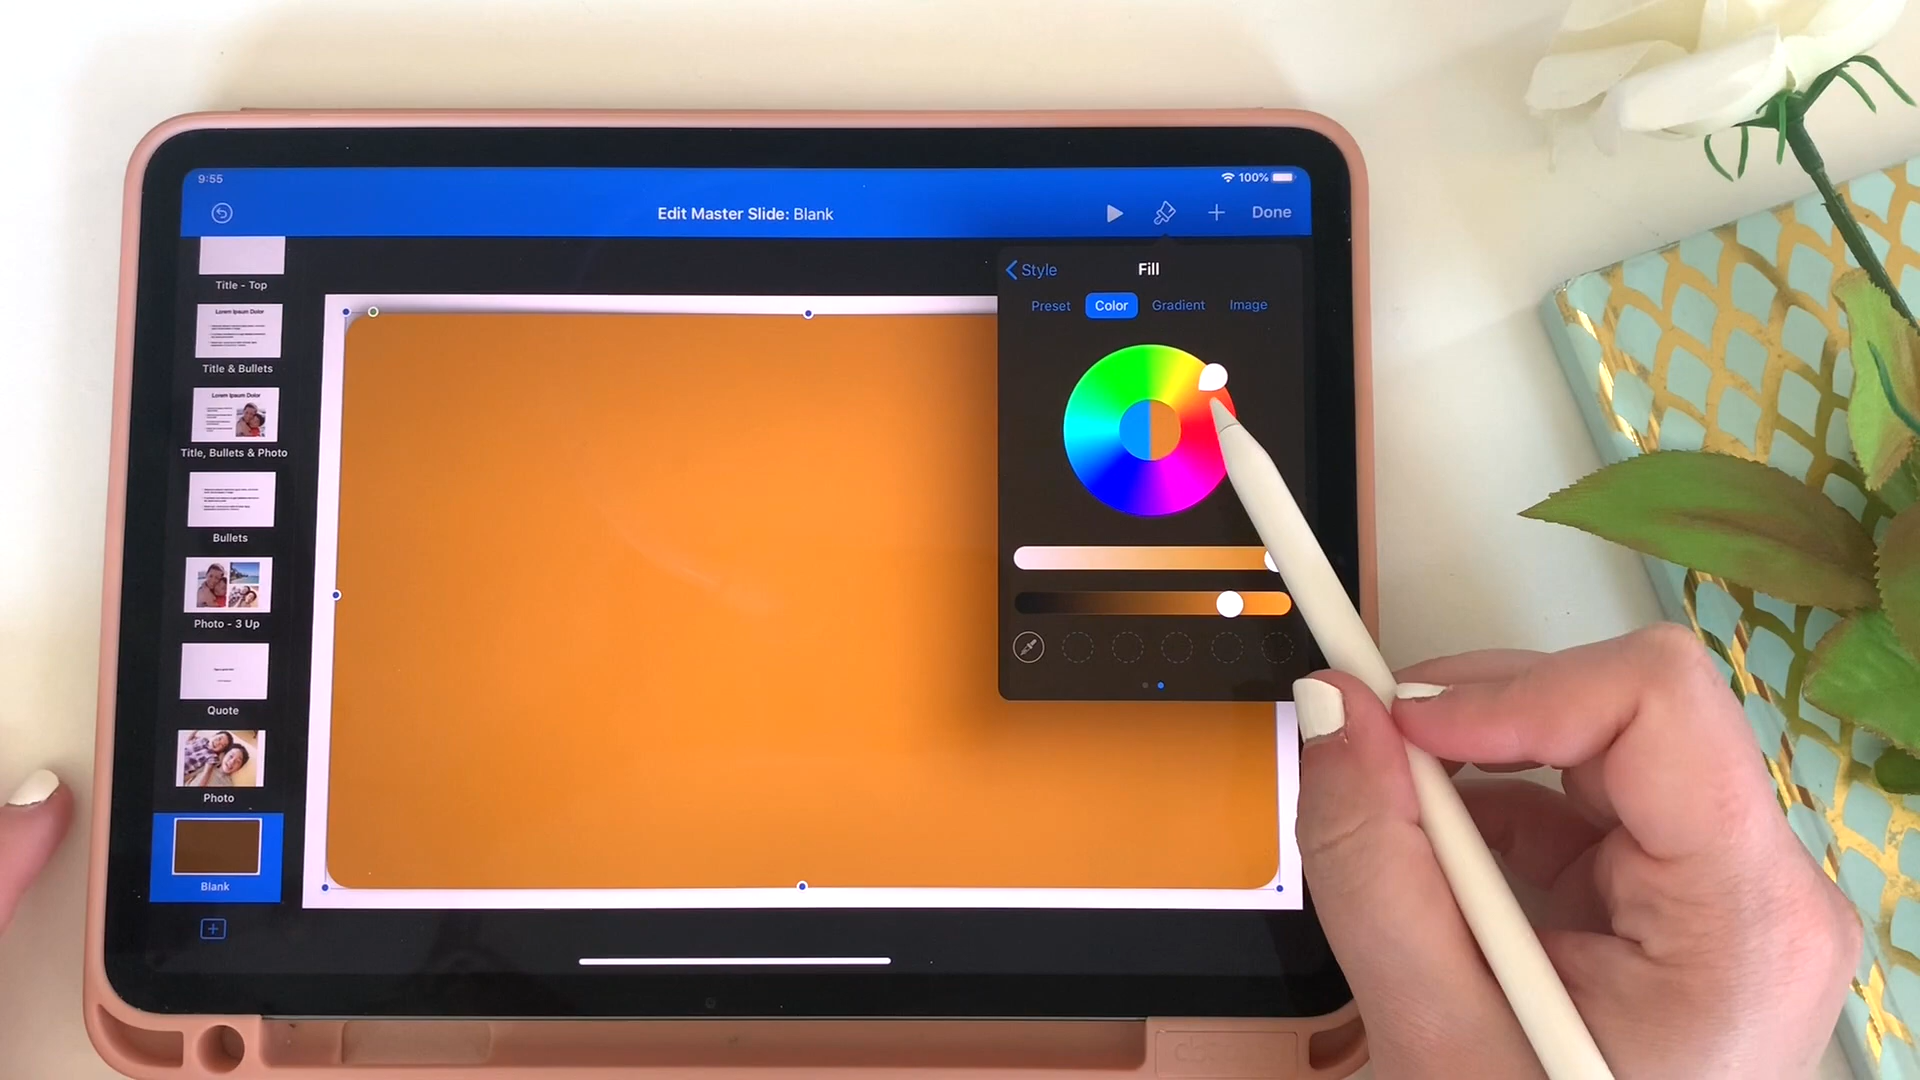 9:55
100%
Edit Master Slide: Blank
Done
Style
Fill
Preset
Color
Gradient
Image
Title - Top
Lorem Ipsum Dolor
Title & Bullets
Lorem Ipsum Dolor
Title, Bullets & Photo
Bullets
Photo - 3 Up
Quote
Photo
Blank